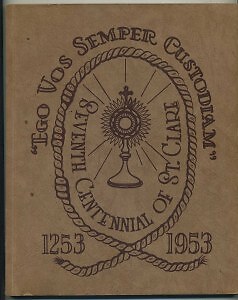 "EGO VOS SEMPER CUSTODIAM"
SEVENTH CENTENNIAL OF ST. CLARE
1253 1953